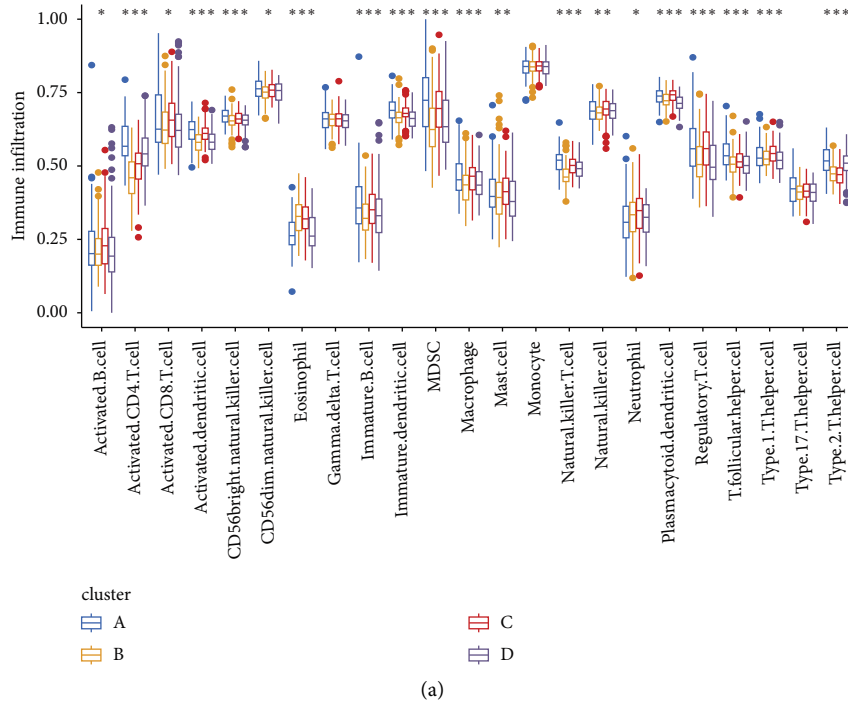 * *** * *** *** * *** *** *** *** *** ** *** ** * *** *** *** *** ***
1.00
0.75
0.50
0.25
0.00
Immune infiltration
Activated.B.cell
Activated.CD4.T.cell
Activated.CD8.T.cell
Activated.dendritic.cell
CD56bright.natural.killer.cell
CD56dim.natural.killer.cell
Eosinophil
Gamma.delta.T.cell
Immature.B.cell
Immature.dendritic.cell
MDSC
Macrophage
Mast.cell
Monocyte
Natural.killer.T.cell
Natural.killer.cell
Neutrophil
Plasmacytoid.dendritic.cell
Regulatory.T.cell
T.follicular.helper.cell
Type.1.T.helper.cell
Type.17.T.helper.cell
Type.2.T.helper.cell
cluster
A
C
B
D
(a)